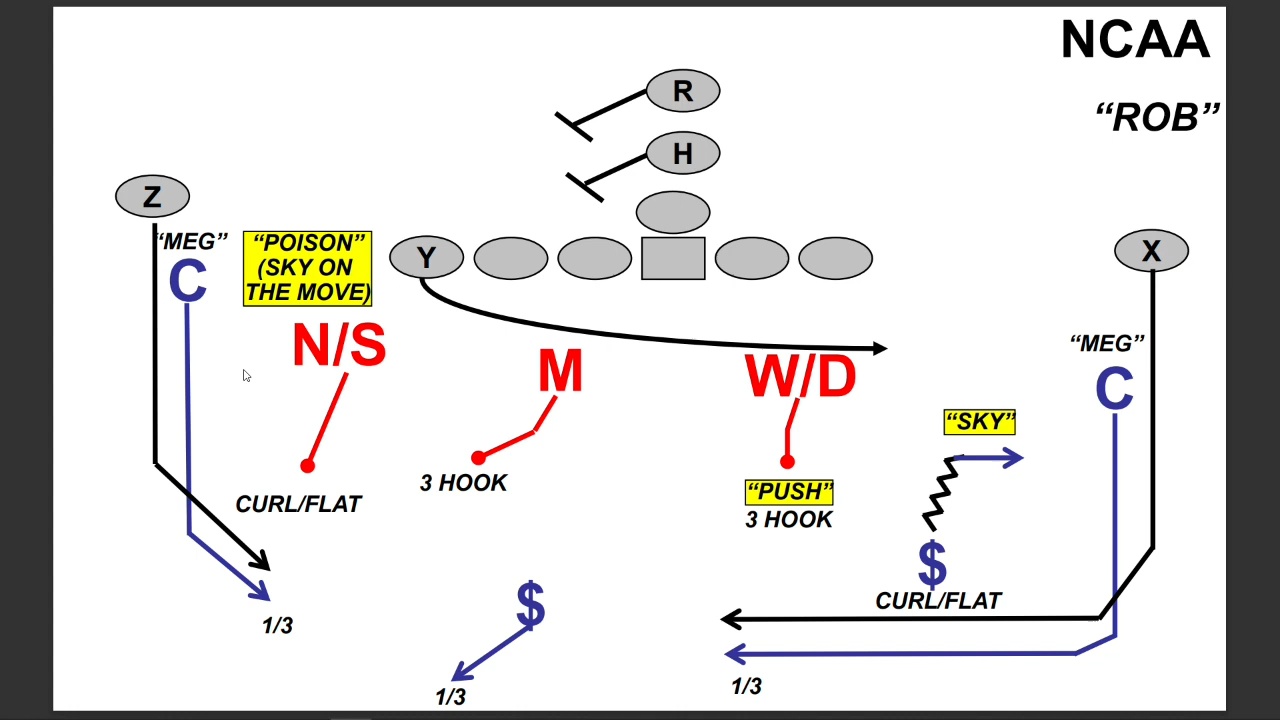 NCAA
“ROB”
R
H
Z
“MEG”
C
“POISON”
(SKY ON
THE MOVE)
Y
X
N/S
M
W/D
“MEG”
C
“SKY”
CURL/FLAT
3 HOOK
“PUSH”
3 HOOK
$
CURL/FLAT
$
1/3
1/3
1/3